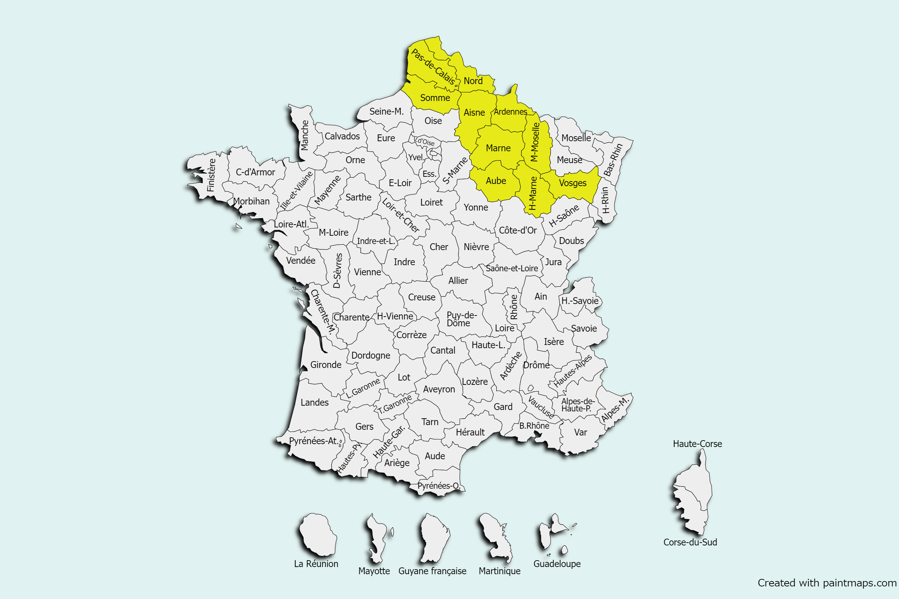 Pas-de-Calais
Nord
Somme
Aisne
Ardennes
Seine-M.
Oise
Manche
Calvados
Eure
d'Oise
Marne
M-Moselle
Moselle
Meuse
Bas-Rhin
Finistère
C-d'Armor
Orne
Yvel.
Ess.
S-Marne
Aube
H-Marne
Vosges
H-Rhin
Morbihan
Ille-et-Vilaine
Mayenne
Sarthe
E-Loir
Loiret
Yonne
Loir-et-Cher
H-Saône
Loire-Atl.
M-Loire
Indre-et-L.
Cher
Nièvre
Côte-d'Or
Doubs
Vendée
D-Sèvres
Vienne
Indre
Saône-et-Loire
Jura
Allier
Charente-M.
Charente
H-Vienne
Creuse
Puy-de-
Dôme
Loire
Rhône
Ain
H.-Savoie
Savoie
Corrèze
Dordogne
Cantal
Haute-L.
Isère
Gironde
Ardèche
Drôme
Hautes-Alpes
Lot
L.Garonne
Aveyron
Lozère
Landes
T.Garonne
Gard
Vaucluse
Alpes-de-
Haute-P.
Alpes-M.
Gers
Tarn
Hérault
B.Rhône
Var
Pyrénées-At.
Hautes-Py.
Haute-Gar.
Ariège
Aude
Pyrénées-O.
Haute-Corse
Corse-du-Sud
La Réunion
Mayotte
Guyane française
Martinique
Guadeloupe
Created with paintmaps.com